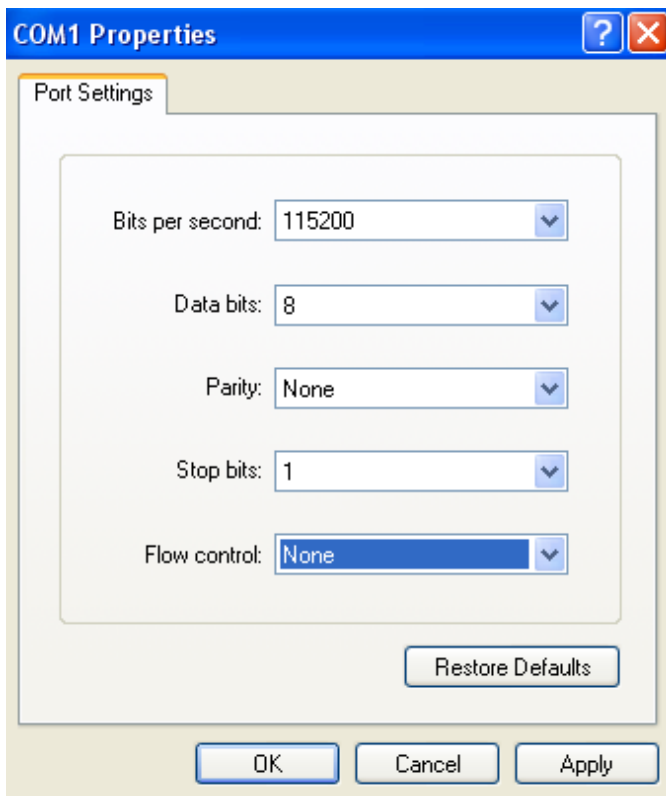 COM1 Properties
Port Settings
Bits per second: 115200
Data bits: 8
Parity: None
Stop bits: 1
Flow control: None
Restore Defaults
OK Cancel Apply